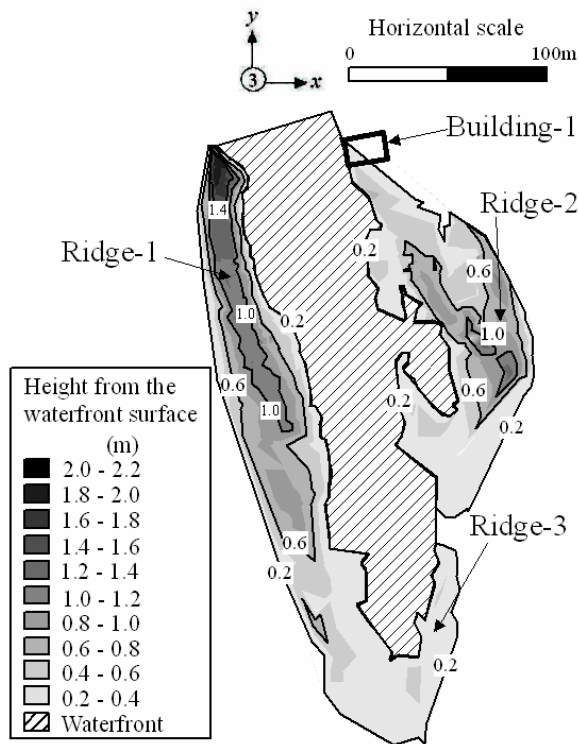 y
Horizontal scale
0 100m
3 x
Building-1
Ridge-2
1.4
0.2
Ridge-1
0.6
1.0
0.2
1.0
0.6
1.0
0.6
0.2
0.2
Height from the
waterfront surface
(m)
2.0 - 2.2
1.8 - 2.0
1.6 - 1.8
1.4 - 1.6
1.2 - 1.4
1.0 - 1.2
0.8 - 1.0
0.6 - 0.8
0.4 - 0.6
0.2 - 0.4
Waterfront
Ridge-3
0.6
0.2
0.2